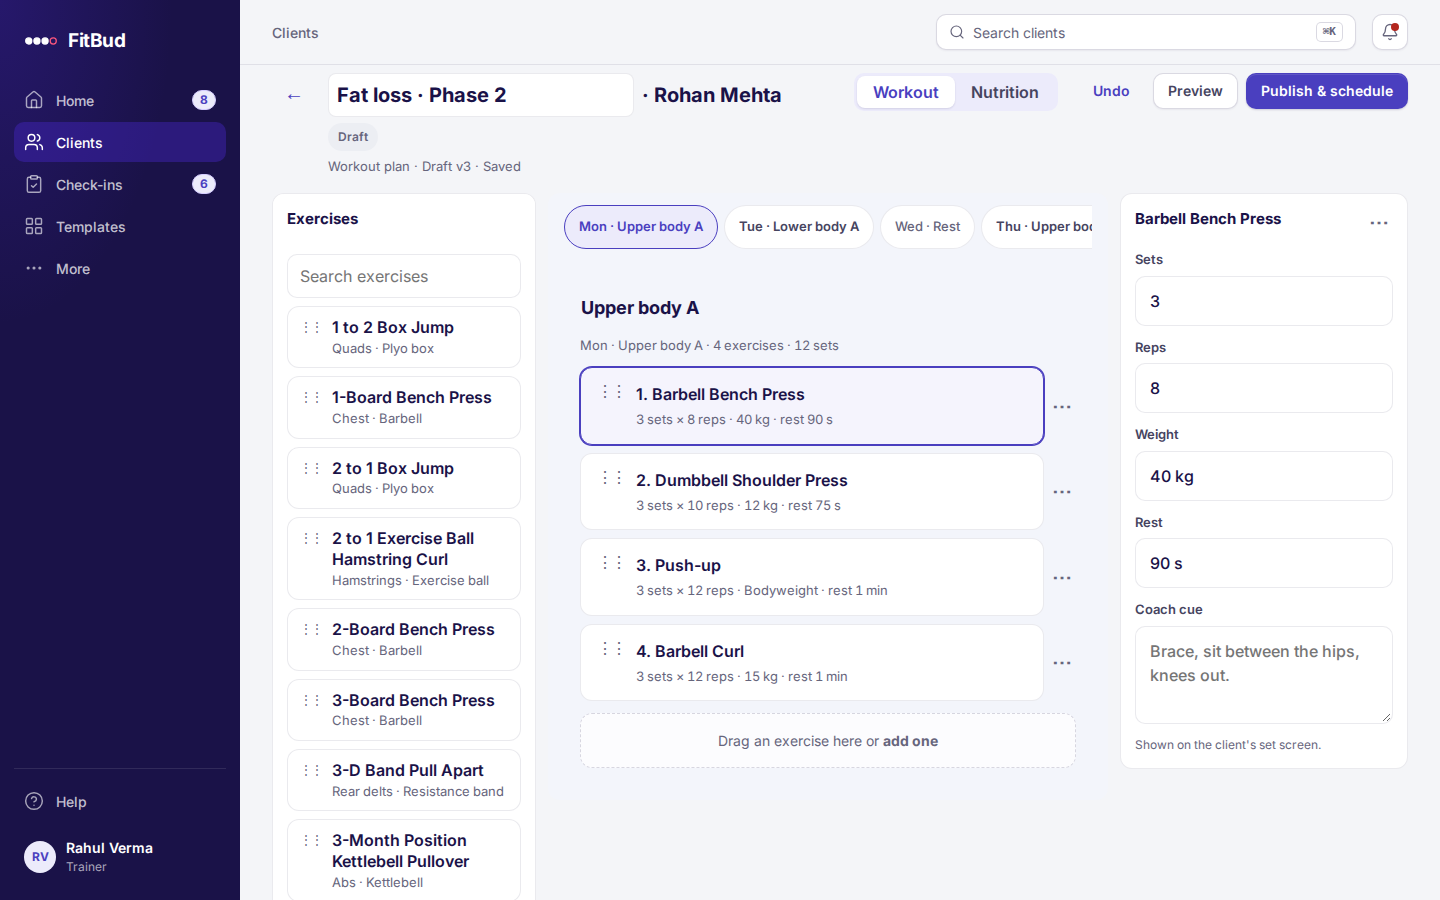 FitBud
Home
8
Clients
Check-ins
6
Templates
More
Help
RV
Rahul Verma
Trainer
Clients
Search clients
⌘K
←
Fat loss · Phase 2
· Rohan Mehta
Draft
Workout plan · Draft v3 · Saved
Workout
Nutrition
Undo
Preview
Publish & schedule
Exercises
Search exercises
1 to 2 Box Jump
Quads · Plyo box
1-Board Bench Press
Chest · Barbell
2 to 1 Box Jump
Quads · Plyo box
2 to 1 Exercise Ball
Hamstring Curl
Hamstrings · Exercise ball
2-Board Bench Press
Chest · Barbell
3-Board Bench Press
Chest · Barbell
3-D Band Pull Apart
Rear delts · Resistance band
3-Month Position
Kettlebell Pullover
Abs · Kettlebell
Mon · Upper body A
Tue · Lower body A
Wed · Rest
Thu · Upper bo
Upper body A
Mon · Upper body A · 4 exercises · 12 sets
1. Barbell Bench Press
3 sets × 8 reps · 40 kg · rest 90 s
2. Dumbbell Shoulder Press
3 sets × 10 reps · 12 kg · rest 75 s
3. Push-up
3 sets × 12 reps · Bodyweight · rest 1 min
4. Barbell Curl
3 sets × 12 reps · 15 kg · rest 1 min
Drag an exercise here or add one
Barbell Bench Press
Sets
3
Reps
8
Weight
40 kg
Rest
90 s
Coach cue
Brace, sit between the hips,
knees out.
Shown on the client's set screen.